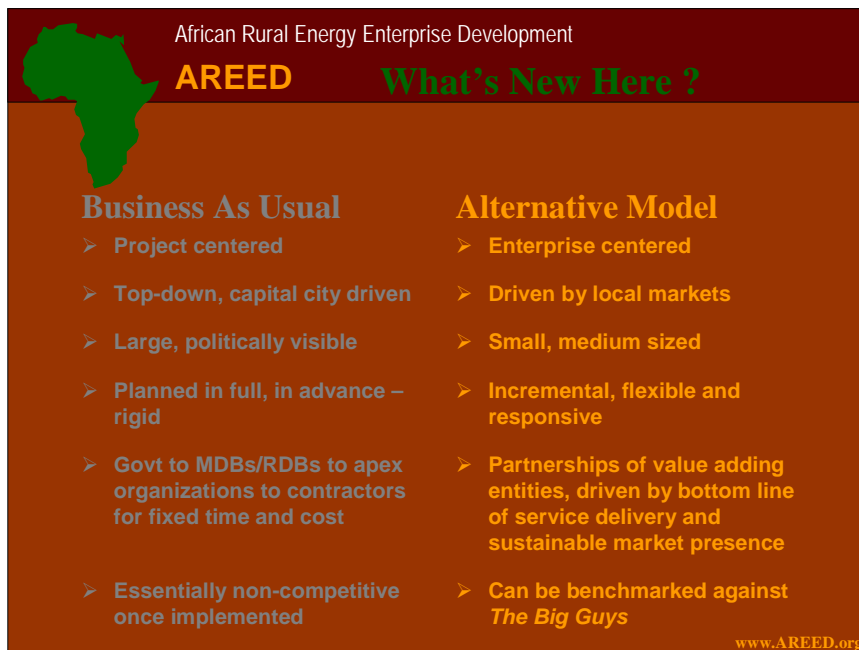 African Rural Energy Enterprise Development
AREED What's New Here ?
Business As Usual
➢ Project centered
➢ Top-down, capital city driven
➢ Large, politically visible
➢ Planned in full, in advance –
rigid
➢ Govt to MDBs/RDBs to apex
organizations to contractors
for fixed time and cost
➢ Essentially non-competitive
once implemented
Alternative Model
➢ Enterprise centered
➢ Driven by local markets
➢ Small, medium sized
➢ Incremental, flexible and
responsive
➢ Partnerships of value adding
entities, driven by bottom line
of service delivery and
sustainable market presence
➢ Can be benchmarked against
The Big Guys
www.AREED.org